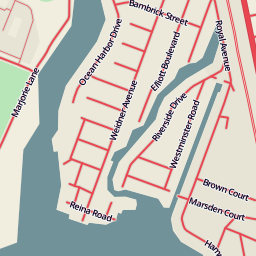 Bambrick Street
Royal Avenue
Ocean Harbor Drive
Elliott Boulevard
Marjorie Lane
Weidner Avenue
Riverside Drive
Westminster Road
Brown Court
Reina Road
Marsden Court